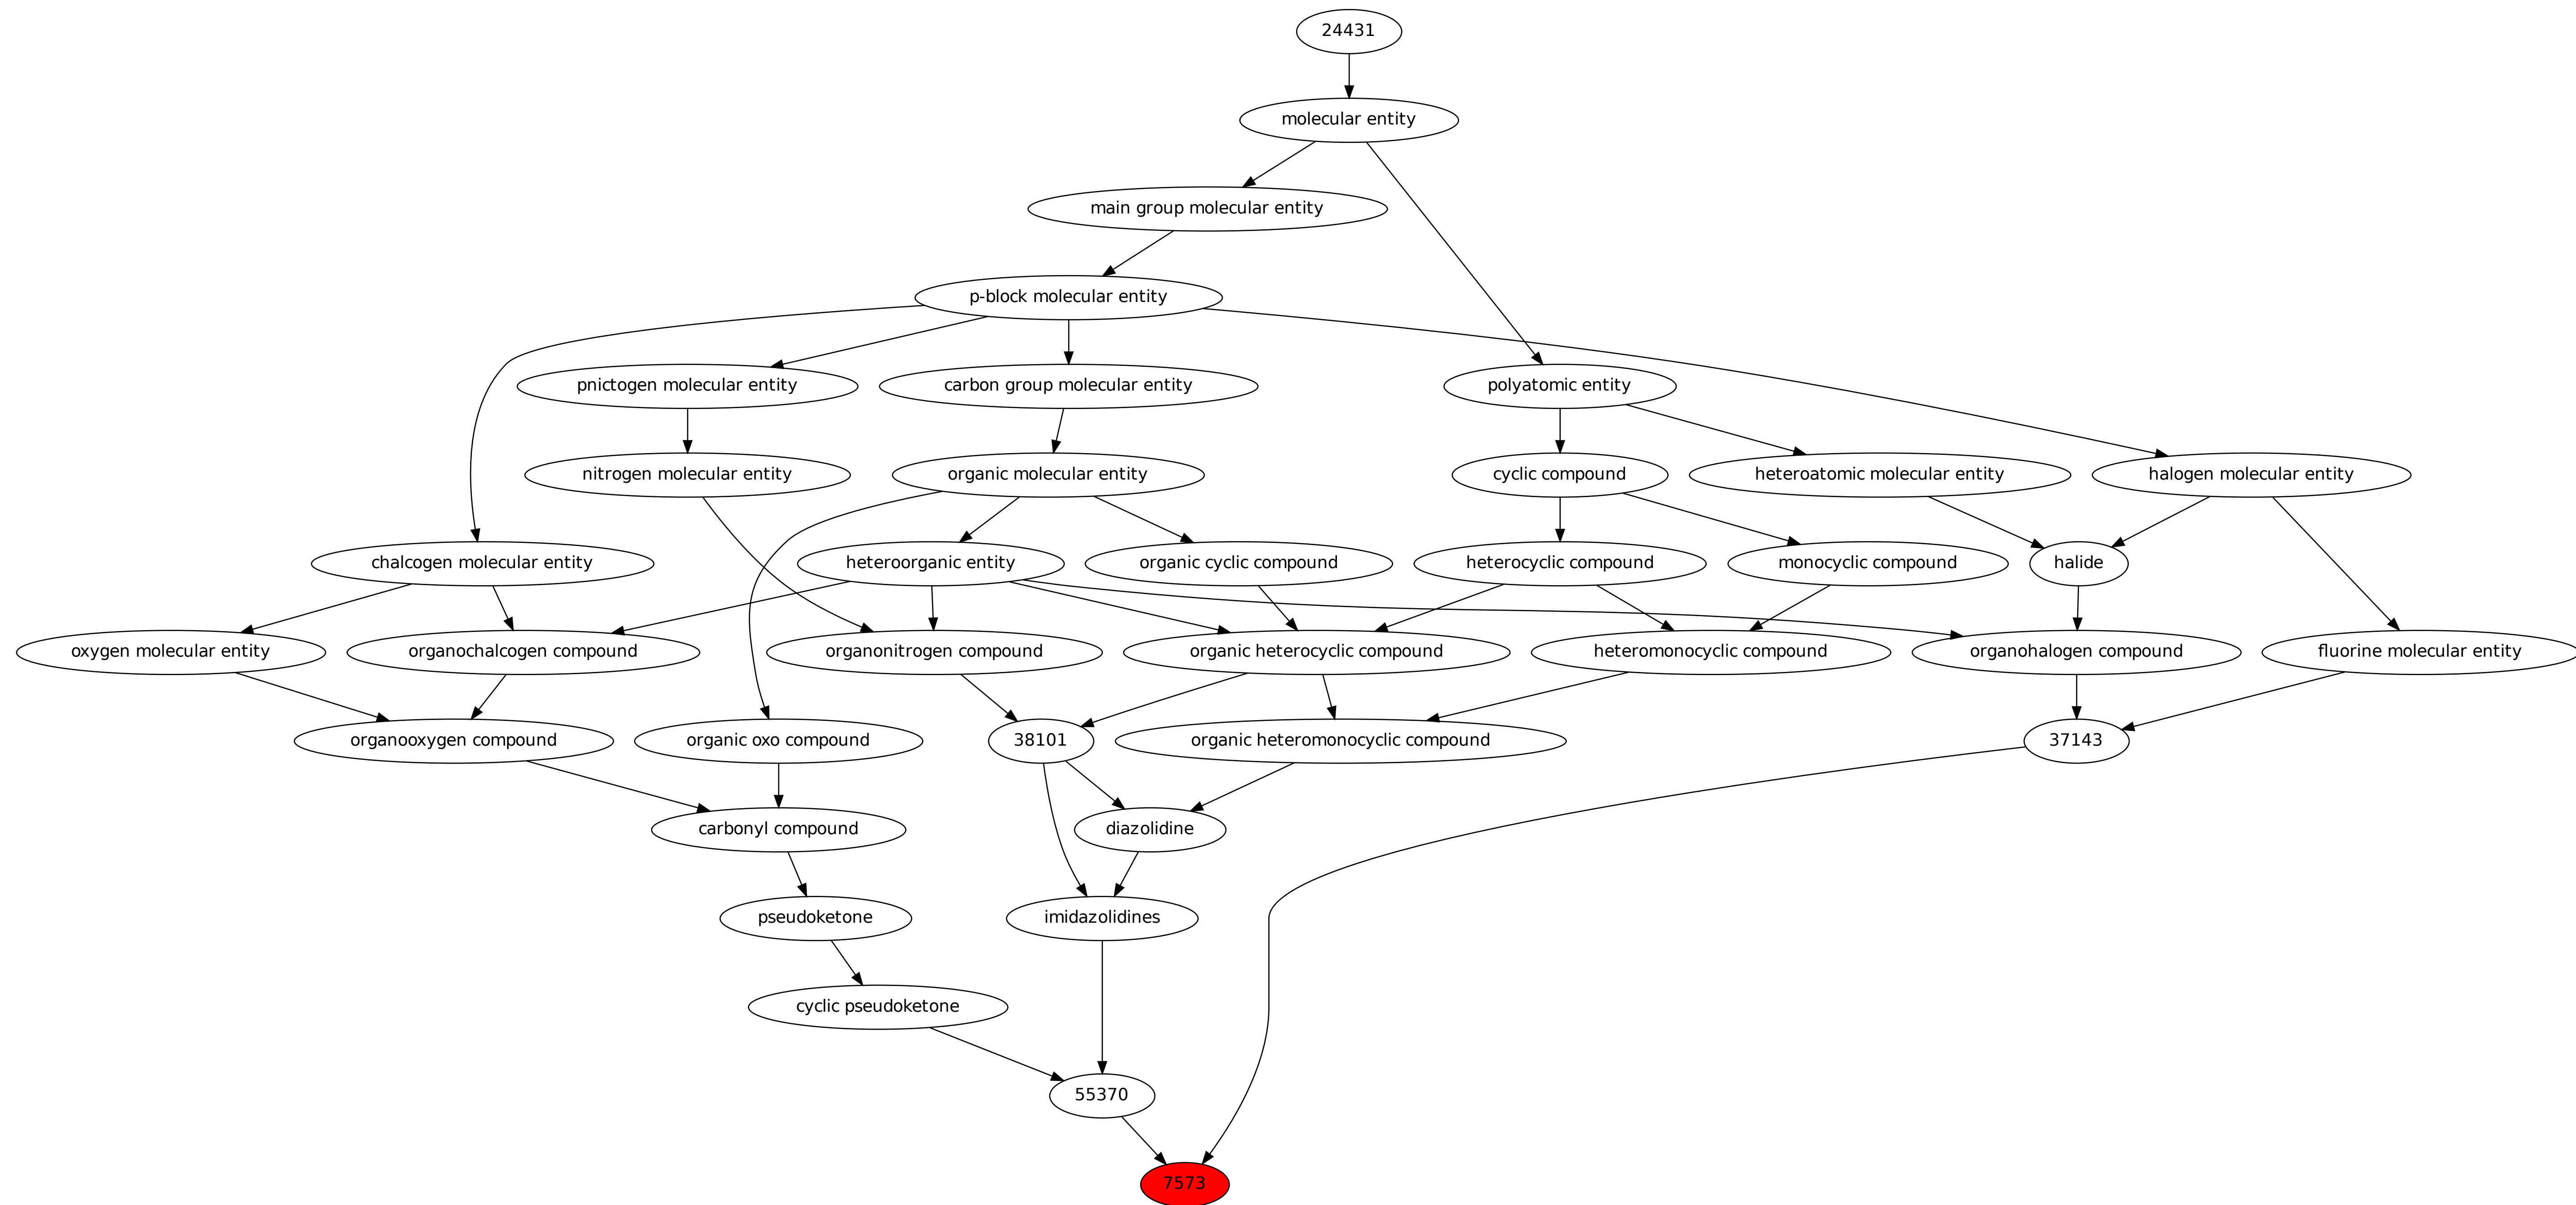 24431
molecular entity
main group molecular entity
p-block molecular entity
pnictogen molecular entity
carbon group molecular entity
polyatomic entity
nitrogen molecular entity
organic molecular entity
cyclic compound
heteroatomic molecular entity
halogen molecular entity
chalcogen molecular entity
heteroorganic entity
organic cyclic compound
heterocyclic compound
monocyclic compound
halide
oxygen molecular entity
organochalcogen compound
organonitrogen compound
organic heterocyclic compound
heteromonocyclic compound
organohalogen compound
fluorine molecular entity
organooxygen compound
organic oxo compound
38101
organic heteromonocyclic compound
37143
carbonyl compound
diazolidine
pseudoketone
imidazolidines
cyclic pseudoketone
55370
7573